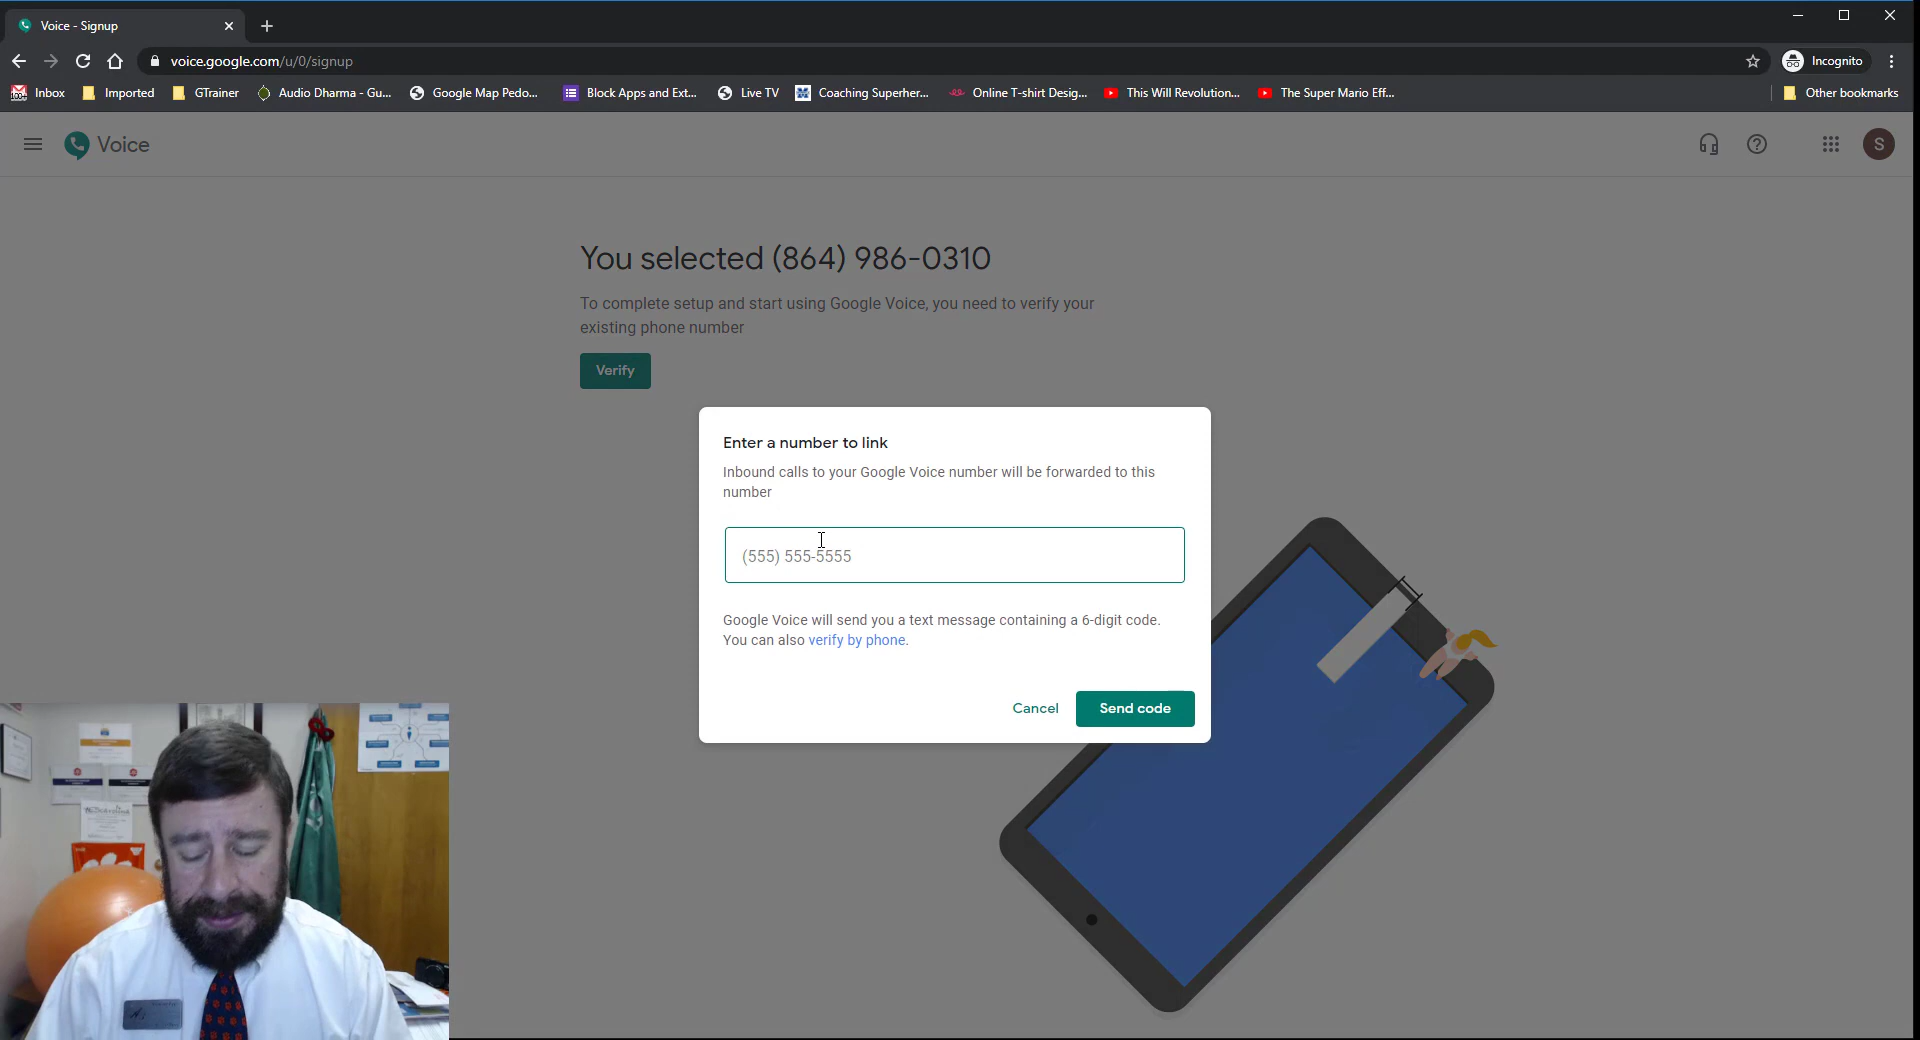 Voice - Signup
voice.google.com/u/0/signup
Incognito
Inbox
Imported
GTrainer
Audio Dharma - Gu...
Google Map Pedo...
Block Apps and Ext...
Live TV
Coaching Superher...
Online T-shirt Desig...
This Will Revolution...
The Super Mario Eff...
Other bookmarks
Voice
S
You selected (864) 986-0310
To complete setup and start using Google Voice, you need to verify your
existing phone number
Verify
Enter a number to link
Inbound calls to your Google Voice number will be forwarded to this
number
(555) 555-5555
Google Voice will send you a text message containing a 6-digit code.
You can also verify by phone.
Cancel
Send code